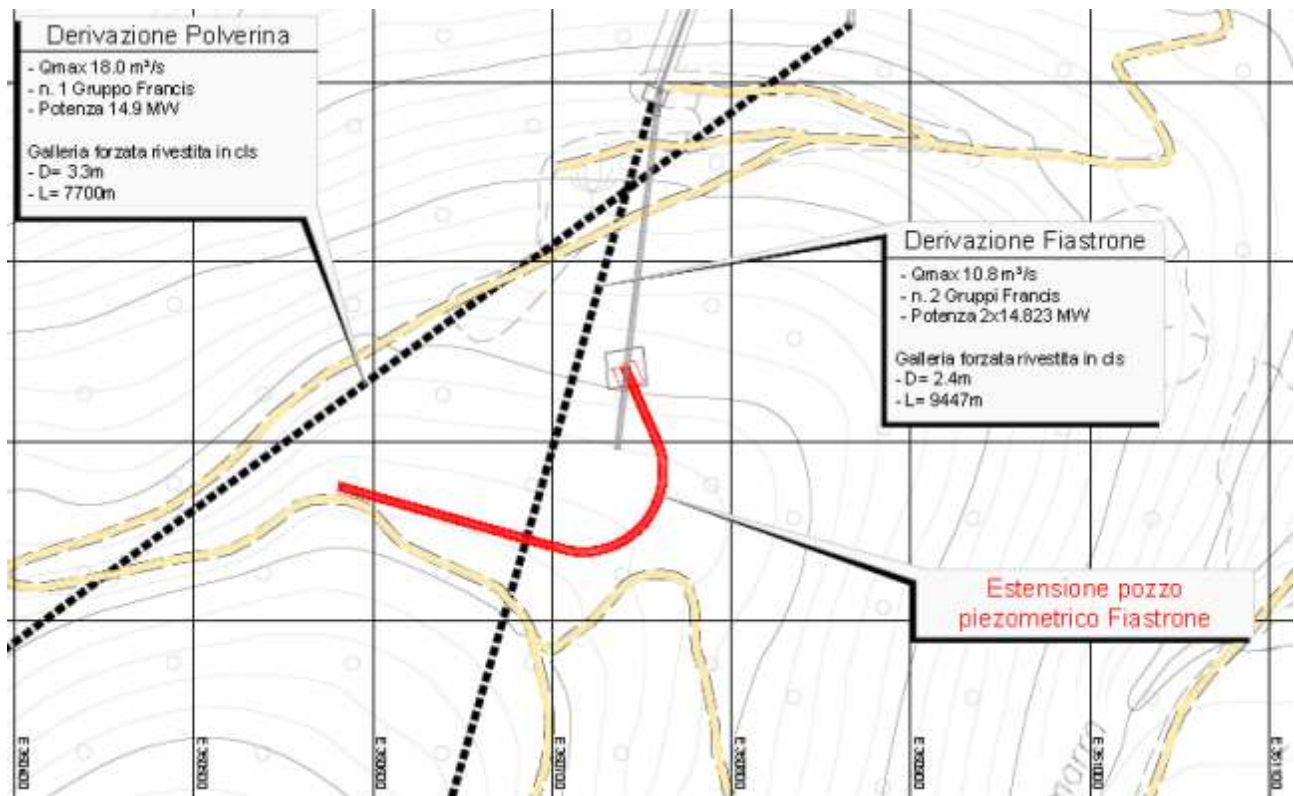 Derivazione Polverina
- Qmax 18.0 m³/s
- n. 1 Gruppo Francis
- Potenza 14.9 MW
Galleria forzata rivestita in cls
- D= 3.3m
- L= 7700m
Derivazione Fiastrone
- Qmax 10.8 m³/s
- n. 2 Gruppi Francis
- Potenza 2x14.823 MW
Galleria forzata rivestita in cls
- D= 2.4m
- L= 9447m
Estensione pozzo
piezometrico Fiastrone